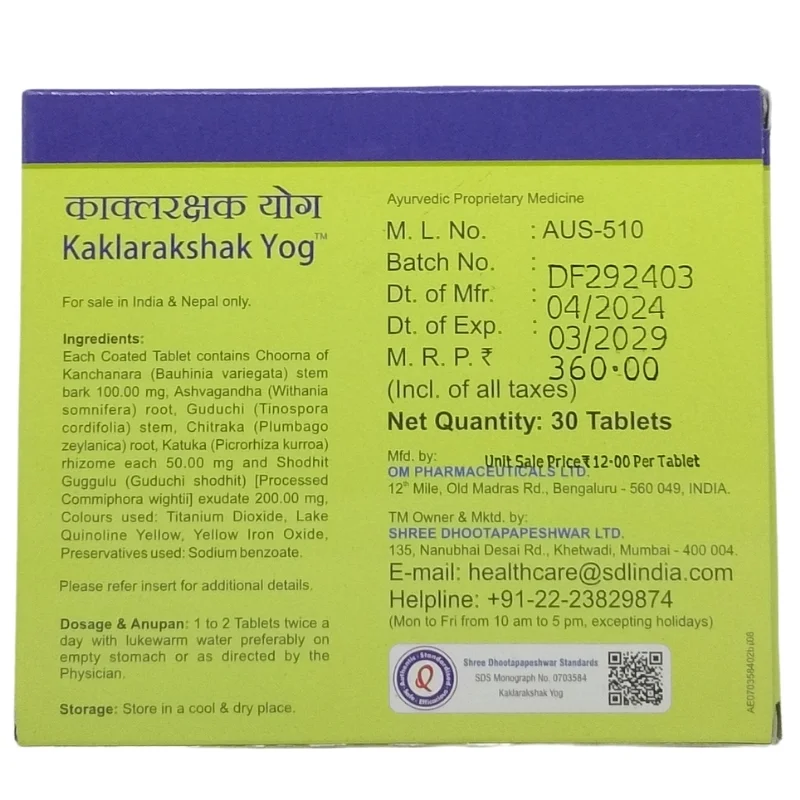 काक्लरक्षक योग
Kaklarakshak Yog™
For sale in India & Nepal only.
Ingredients:
Each Coated Tablet contains Choorna of
Kanchanara (Bauhinia variegata) stem
bark 100.00 mg, Ashvagandha (Withania
somnifera) root, Guduchi (Tinospora
cordifolia) stem, Chitraka (Plumbago
zeylanica) root, Katuka (Picrorhiza kurroa)
rhizome each 50.00 mg and Shodhit
Guggulu (Guduchi shodhit) [Processed
Commiphora wightii] exudate 200.00 mg,
Colours used: Titanium Dioxide, Lake
Quinoline Yellow, Yellow Iron Oxide,
Preservatives used: Sodium benzoate.
Please refer insert for additional details.
Dosage & Anupan: 1 to 2 Tablets twice a
day with lukewarm water preferably on
empty stomach or as directed by the
Physician.
Storage: Store in a cool & dry place.
Ayurvedic Proprietary Medicine
M. L. No. : AUS-510
Batch No. : DF292403
Dt. of Mfr. : 04/2024
Dt. of Exp. : 03/2029
M. R. P. ₹ 360.00
(Incl. of all taxes)
Net Quantity: 30 Tablets
Unit Sale Price₹12-00 Per Tablet
Mfd. by:
OM PHARMACEUTICALS LTD.
12th Mile, Old Madras Rd., Bengaluru - 560 049, INDIA.
TM Owner & Mktd. by:
SHREE DHOOTAPAPESHWAR LTD.
135, Nanubhai Desai Rd., Khetwadi, Mumbai - 400 004.
E-mail: healthcare@sdlindia.com
Helpline: +91-22-23829874
(Mon to Fri from 10 am to 5 pm, excepting holidays)
Authentic - Standardised
Q
Safe - Efficacious
Shree Dhootapapeshwar Standards
SDS Monograph No. 0703584
Kaklarakshak Yog